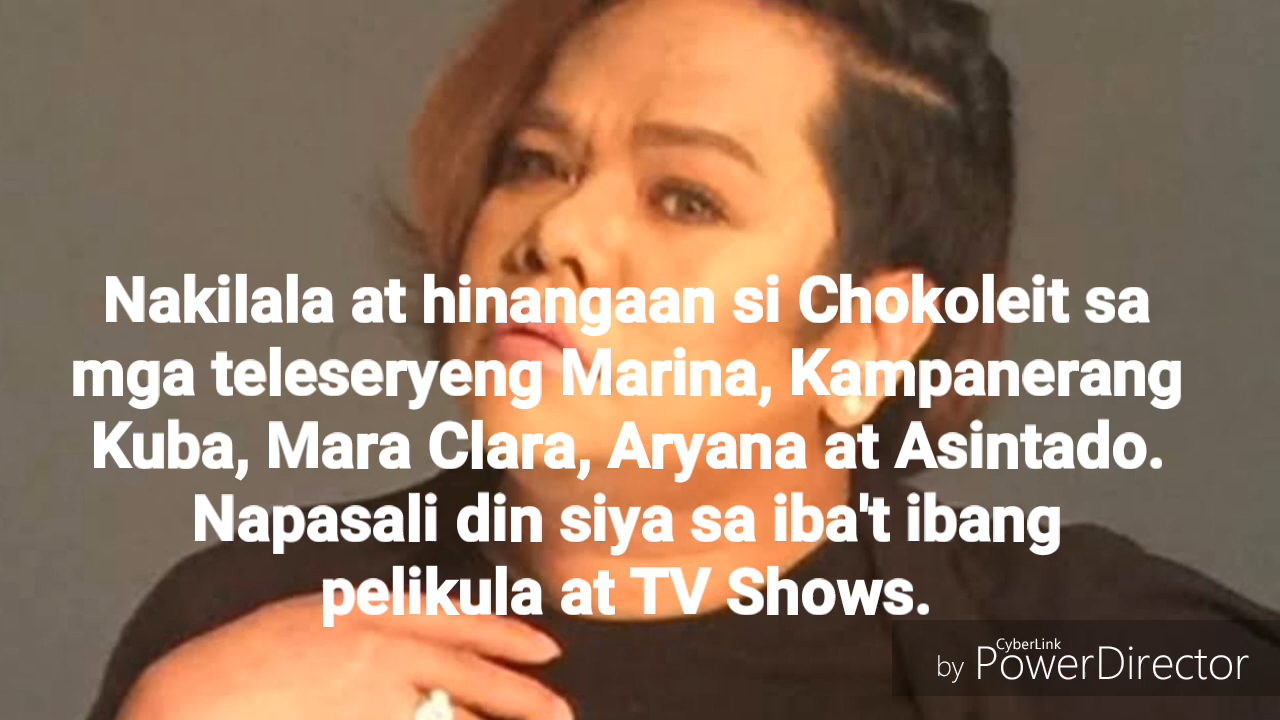 Nakilala at hinangaan si Chokoleit sa
mga teleseryeng Marina, Kampanerang
Kuba, Mara Clara, Aryana at Asintado.
Napasali din siya sa iba't ibang
pelikula at TV Shows.
CyberLink
by PowerDirector